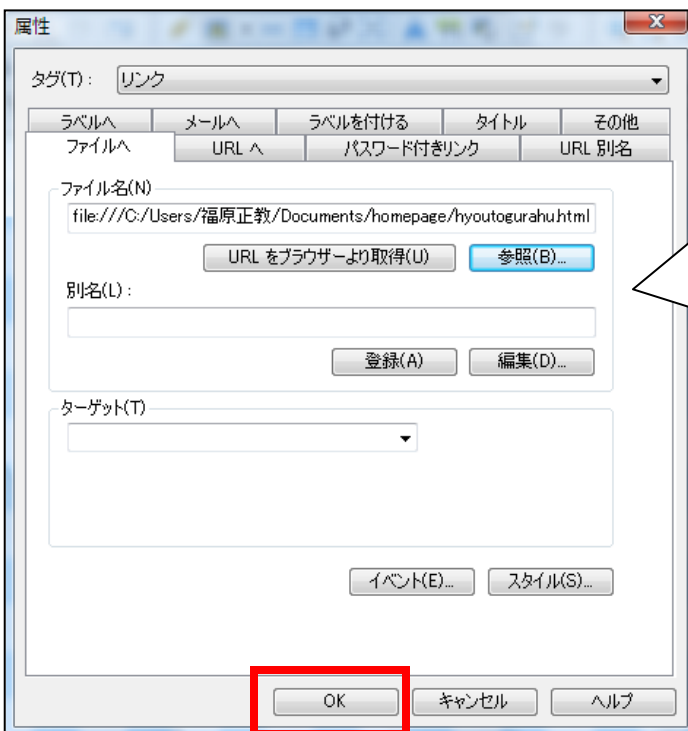 属性
タグ(T): リンク
ラベルへ メールへ ラベルを付ける タイトル その他
ファイルへ URL へ パスワード付きリンク URL 別名
ファイル名(N)
file:///C:/Users/福原正教/Documents/homepage/hyoutogurahu.html
URL をブラウザーより取得(U) 参照(B)...
別名(L):
登録(A) 編集(D)...
ターゲット(T)
イベント(E)... スタイル(S)...
OK キャンセル ヘルプ